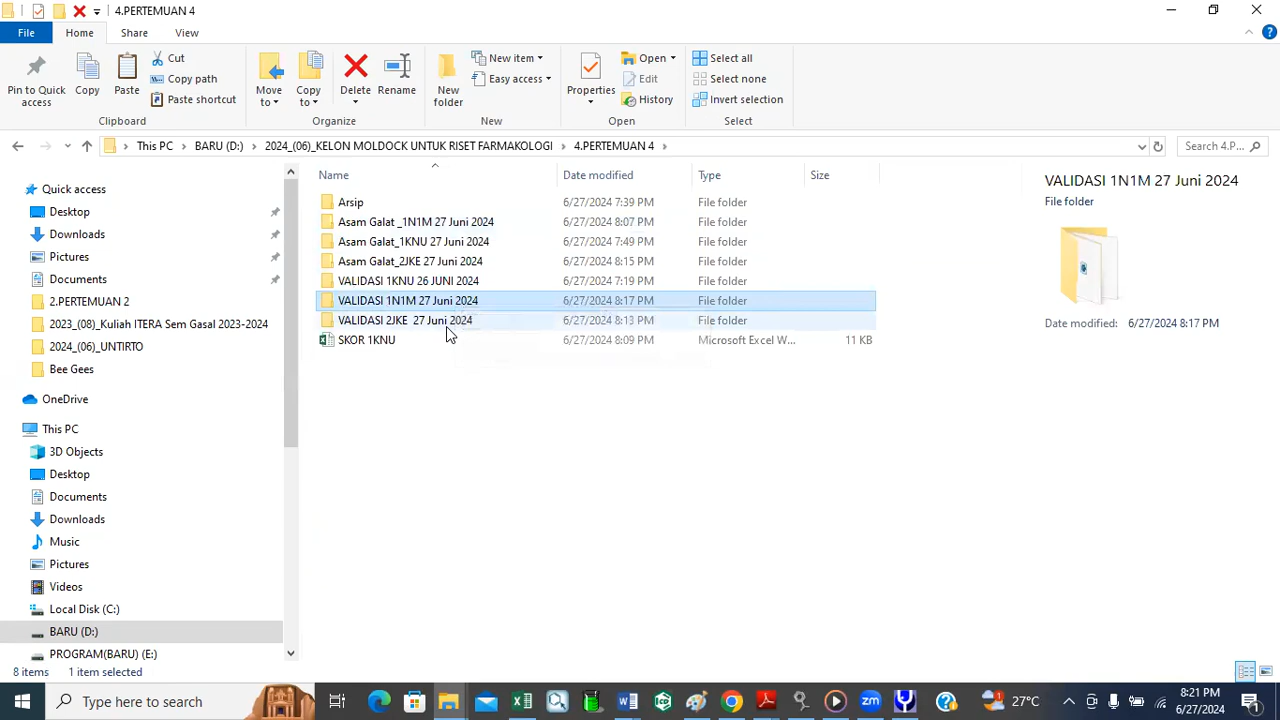 4.PERTEMUAN 4
File Home Share View
Pin to Quick access
Copy
Paste
Cut
Copy path
Paste shortcut
Clipboard
Move to
Copy to
Delete
Rename
Organize
New folder
New item
Easy access
New
Properties
Open
Edit
History
Open
Select all
Select none
Invert selection
Select
This PC BARU (D:) 2024_(06)_KELON MOLDOCK UNTUK RISET FARMAKOLOGI 4.PERTEMUAN 4 Search 4.P...
Name Date modified Type Size
Arsip 6/27/2024 7:39 PM File folder
Asam Galat _1N1M 27 Juni 2024 6/27/2024 8:07 PM File folder
Asam Galat_1KNU 27 Juni 2024 6/27/2024 7:49 PM File folder
Asam Galat_2JKE 27 Juni 2024 6/27/2024 8:15 PM File folder
VALIDASI 1KNU 26 JUNI 2024 6/27/2024 7:19 PM File folder
VALIDASI 1N1M 27 Juni 2024 6/27/2024 8:17 PM File folder
VALIDASI 2JKE  27 Juni 2024 6/27/2024 8:13 PM File folder
SKOR 1KNU 6/27/2024 8:09 PM Microsoft Excel W... 11 KB
Quick access
Desktop
Downloads
Pictures
Documents
2.PERTEMUAN 2
2023_(08)_Kuliah ITERA Sem Gasal 2023-2024
2024_(06)_UNTIRTO
Bee Gees
OneDrive
This PC
3D Objects
Desktop
Documents
Downloads
Music
Pictures
Videos
Local Disk (C:)
BARU (D:)
PROGRAM(BARU) (E:)
VALIDASI 1N1M 27 Juni 2024
File folder
Date modified: 6/27/2024 8:17 PM
8 items 1 item selected
Type here to search
zm
27°C
8:21 PM
6/27/2024
1